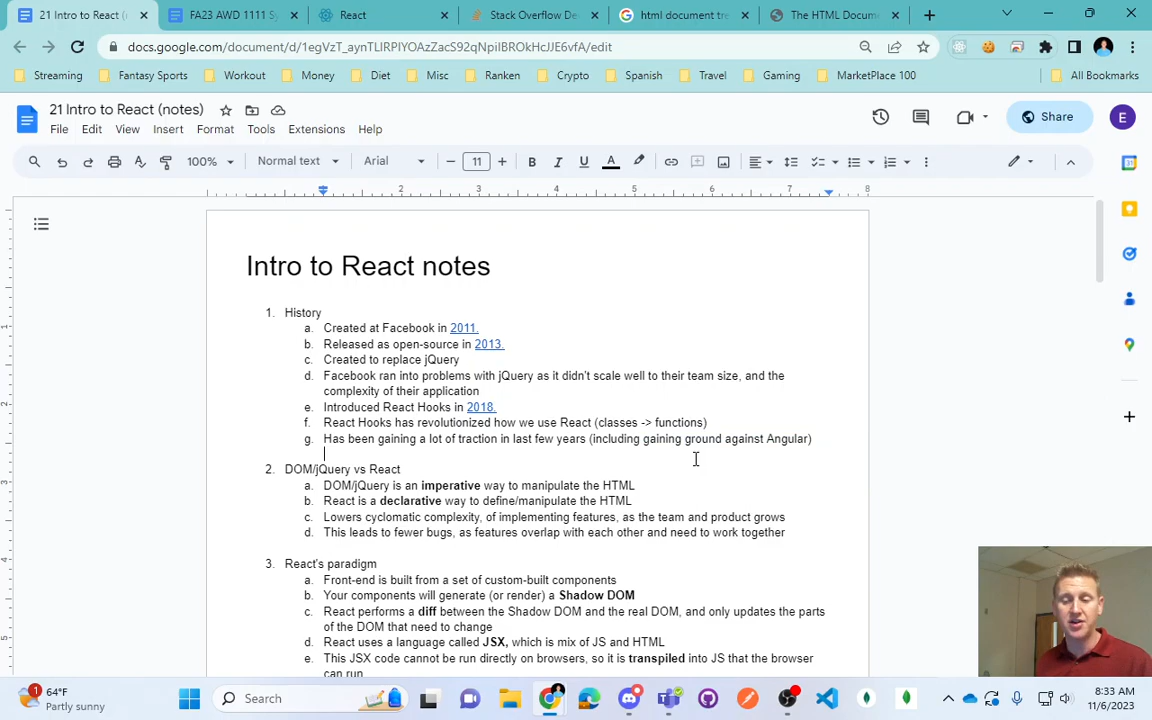 21 Intro to React (
FA23 AWD 1111 Sy
React
Stack Overflow De
html document tre
The HTML Docum
docs.google.com/document/d/1egVzT_aynTLIRPIYOAzZacS92qNpilBROkHcJJE6vfA/edit
Streaming
Fantasy Sports
Workout
Money
Diet
Misc
Ranken
Crypto
Spanish
Travel
Gaming
MarketPlace 100
All Bookmarks
21 Intro to React (notes)
File Edit View Insert Format Tools Extensions Help
Share
E
100% Normal text Arial 11 B I U A
2 3 4 5 6 7 8
Intro to React notes
1. History
a. Created at Facebook in 2011.
b. Released as open-source in 2013.
c. Created to replace jQuery
d. Facebook ran into problems with jQuery as it didn't scale well to their team size, and the
complexity of their application
e. Introduced React Hooks in 2018.
f. React Hooks has revolutionized how we use React (classes -> functions)
g. Has been gaining a lot of traction in last few years (including gaining ground against Angular)
2. DOM/jQuery vs React
a. DOM/jQuery is an imperative way to manipulate the HTML
b. React is a declarative way to define/manipulate the HTML
c. Lowers cyclomatic complexity, of implementing features, as the team and product grows
d. This leads to fewer bugs, as features overlap with each other and need to work together
3. React's paradigm
a. Front-end is built from a set of custom-built components
b. Your components will generate (or render) a Shadow DOM
c. React performs a diff between the Shadow DOM and the real DOM, and only updates the parts
of the DOM that need to change
d. React uses a language called JSX, which is mix of JS and HTML
e. This JSX code cannot be run directly on browsers, so it is transpiled into JS that the browser
can run
1
64°F
Partly sunny
Search
8:33 AM
11/6/2023